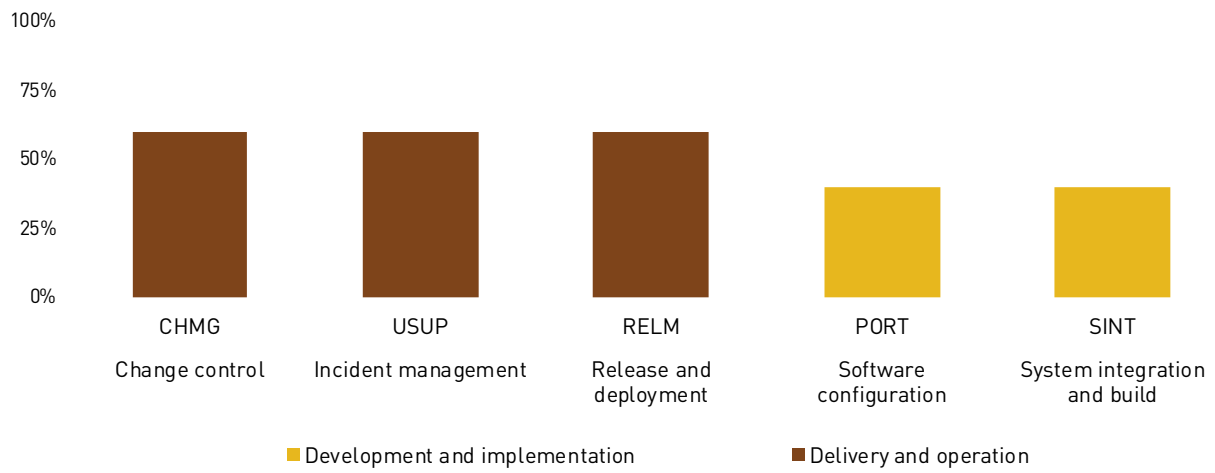 100%
75%
50%
25%
0%
CHMG USUP RELM PORT SINT
Change control Incident management Release and Software System integration
deployment configuration and build
Development and implementation Delivery and operation